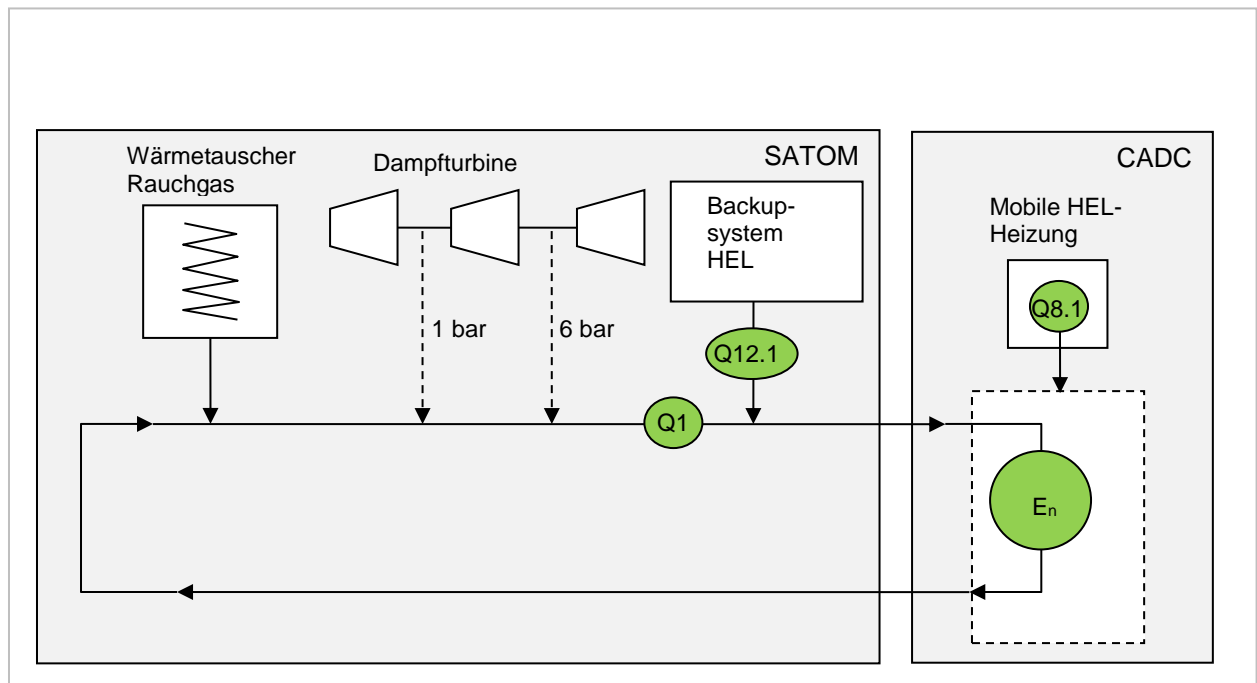 Wärmetauscher
Rauchgas
Dampfturbine
SATOM
CADC
Backup-
system
HEL
Mobile HEL-
Heizung
Q8.1
1 bar
6 bar
Q12.1
Q1
En